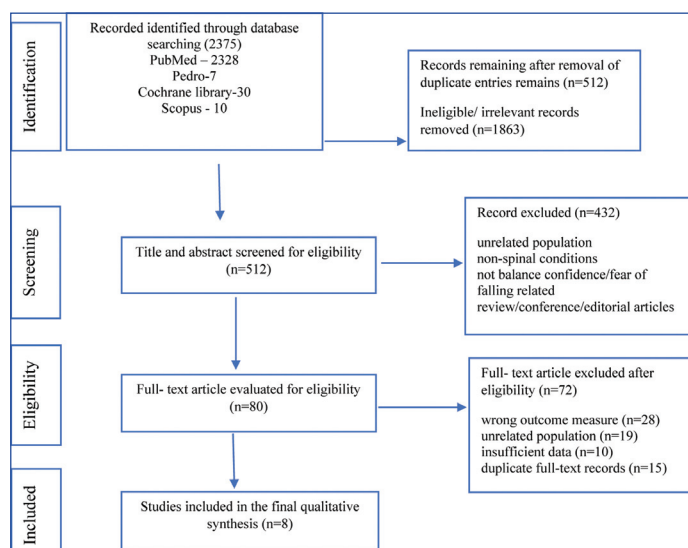 Identification
Recorded identified through database
searching (2375)
PubMed – 2328
Pedro-7
Cochrane library-30
Scopus - 10
Records remaining after removal of
duplicate entries remains (n=512)
Ineligible/ irrelevant records
removed (n=1863)
Screening
Title and abstract screened for eligibility
(n=512)
Record excluded (n=432)
unrelated population
non-spinal conditions
not balance confidence/fear of
falling related
review/conference/editorial articles
Eligibility
Full- text article evaluated for eligibility
(n=80)
Full- text article excluded after
eligibility (n=72)
wrong outcome measure (n=28)
unrelated population (n=19)
insufficient data (n=10)
duplicate full-text records (n=15)
Included
Studies included in the final qualitative
synthesis (n=8)